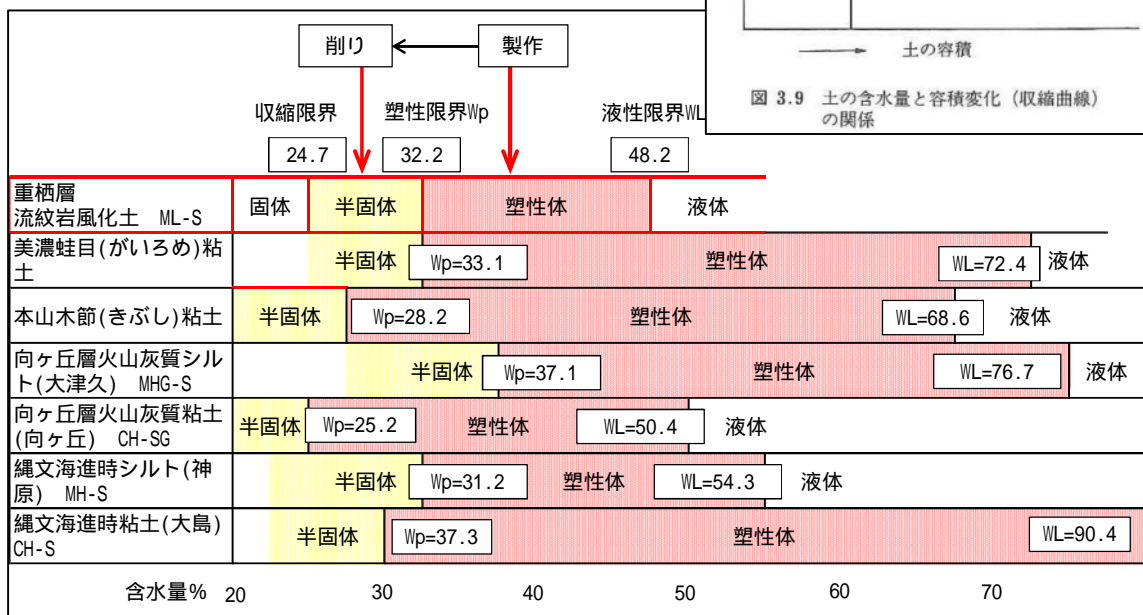 土の容積
図 3.9 土の含水量と容積変化（収縮曲線）
の関係
削り
製作
収縮限界
塑性限界Wp
液性限界WL
24.7
32.2
48.2
重栖層
流紋岩風化土 ML-S
固体
半固体
塑性体
液体
美濃蛙目(がいろめ)粘
土
半固体
Wp=33.1
塑性体
WL=72.4
液体
本山木節(きぶし)粘土
半固体
Wp=28.2
塑性体
WL=68.6
液体
向ヶ丘層火山灰質シル
ト(大津久) MHG-S
半固体
Wp=37.1
塑性体
WL=76.7
液体
向ヶ丘層火山灰質粘土
(向ヶ丘) CH-SG
半固体
Wp=25.2
塑性体
WL=50.4
液体
縄文海進時シルト(神
原) MH-S
半固体
Wp=31.2
塑性体
WL=54.3
液体
縄文海進時粘土(大島)
CH-S
半固体
Wp=37.3
塑性体
WL=90.4
含水量% 20 30 40 50 60 70